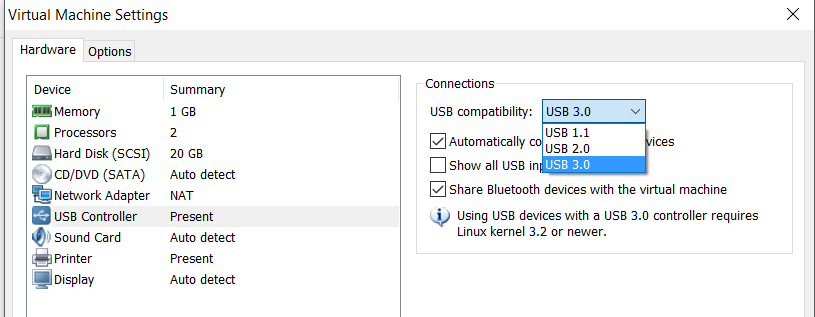 Virtual Machine Settings
Hardware Options
Device Summary
Memory 1 GB
Processors 2
Hard Disk (SCSI) 20 GB
CD/DVD (SATA) Auto detect
Network Adapter NAT
USB Controller Present
Sound Card Auto detect
Printer Present
Display Auto detect
Connections
USB compatibility: USB 3.0
USB 1.1
USB 2.0
USB 3.0
Automatically co vices
Show all USB inp
Share Bluetooth devices with the virtual machine
Using USB devices with a USB 3.0 controller requires
Linux kernel 3.2 or newer.